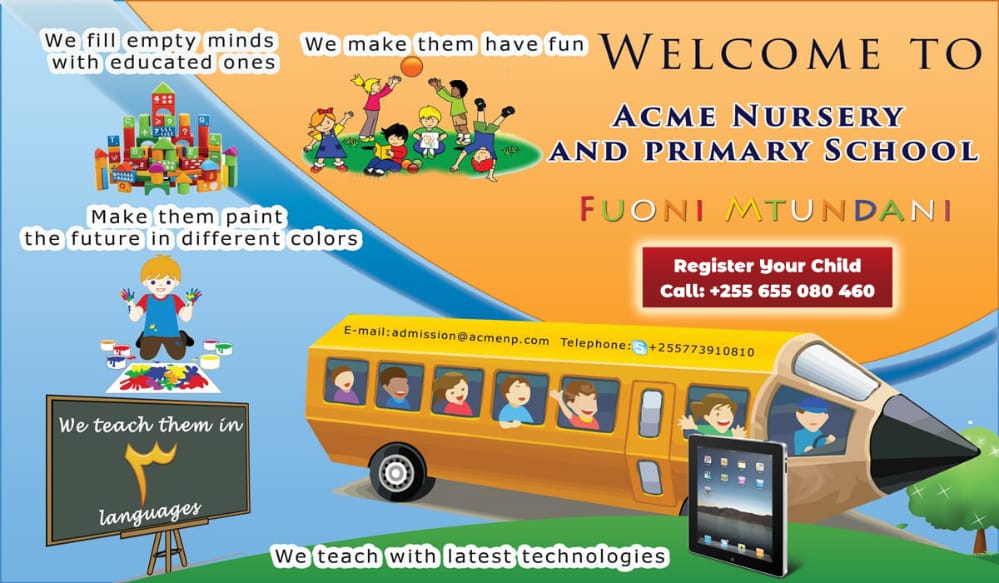 We fill empty minds
with educated ones
We make them have fun
WELCOME TO
ACME NURSERY
AND PRIMARY SCHOOL
FUONI MTUNDANI
Make them paint
the future in different colors
Register Your Child
Call: +255 655 080 460
E-mail:admission@acmenp.com Telephone: +255773910810
We teach them in
٣
languages
We teach with latest technologies